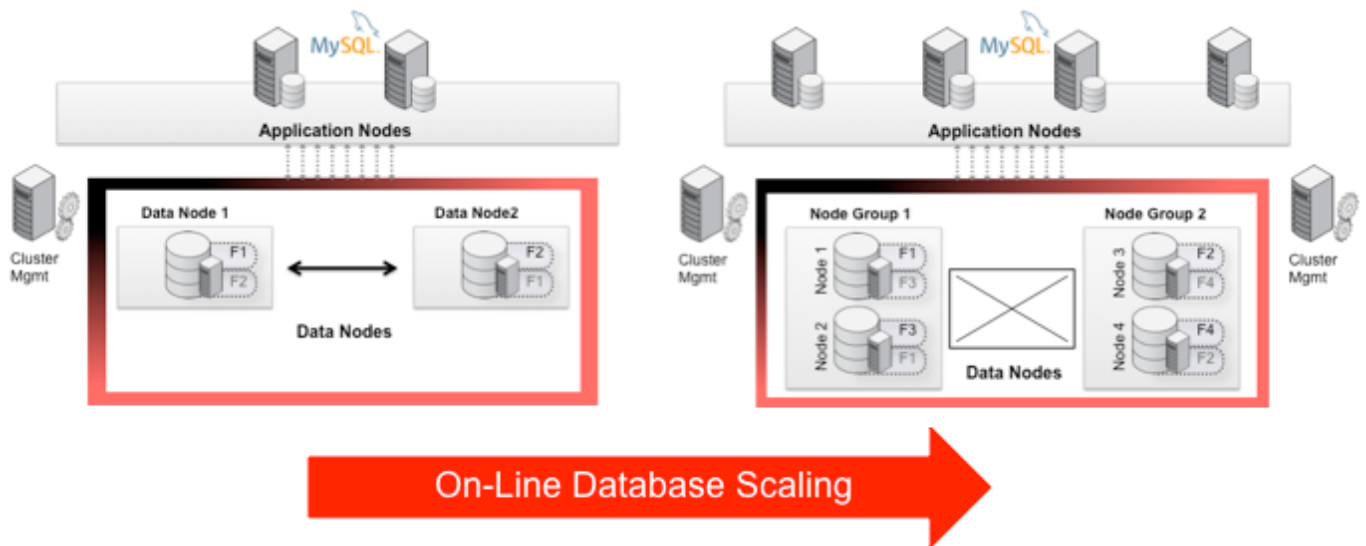 MySQL
Application Nodes
Cluster
Mgmt
Data Node 1
F1
F2
Data Node2
F2
F1
Data Nodes
MySQL
Application Nodes
Cluster
Mgmt
Node Group 1
Node 1
F1
F3
Node 2
F3
F1
Data Nodes
Node Group 2
Node 3
F2
F4
Node 4
F4
F2
Cluster
Mgmt
On-Line Database Scaling